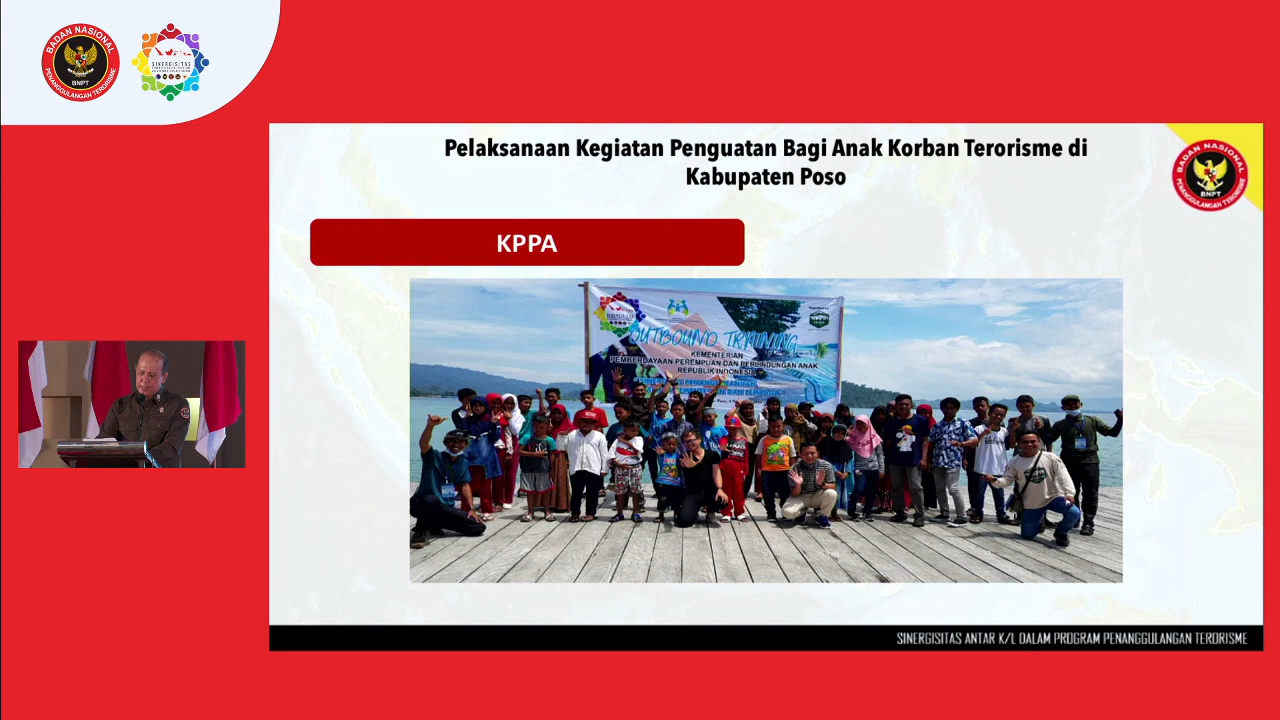 BADAN NASIONAL
BNPT
PENANGGULANGAN TERORISME
SINERGISITAS
Pelaksanaan Kegiatan Penguatan Bagi Anak Korban Terorisme di
Kabupaten Poso
BADAN NASIONAL
BNPT
PENANGGULANGAN TERORISME
KPPA
OUTBOUND TRAINING
KEMENTERIAN
PEMBERDAYAAN PEREMPUAN DAN PERLINDUNGAN ANAK
REPUBLIK INDONESIA
SINERGISITAS ANTAR K/L DALAM PROGRAM PENANGGULANGAN TERORISME